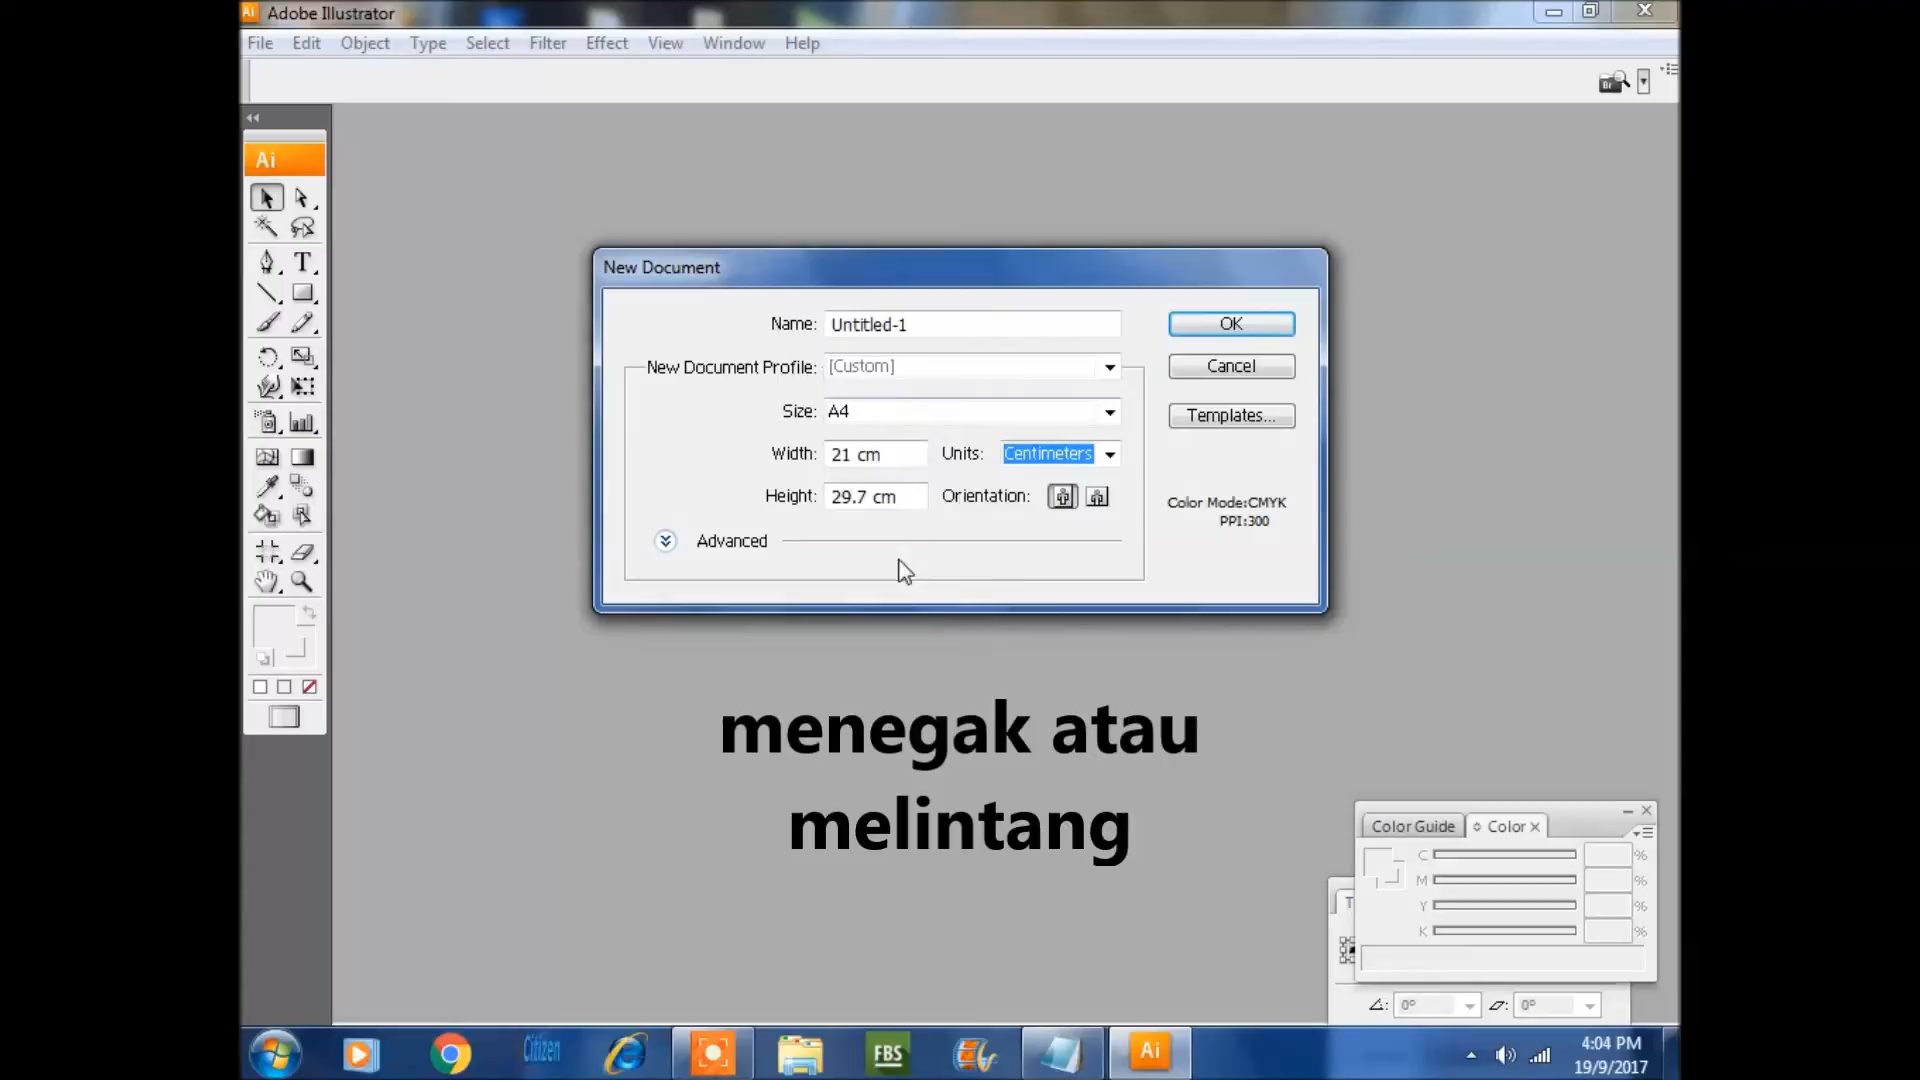 Ai Adobe Illustrator
File Edit Object Type Select Filter Effect View Window Help
Br
Ai
T
New Document
Name: Untitled-1
OK
New Document Profile: [Custom]
Cancel
Size: A4
Templates...
Width: 21 cm Units: Centimeters
Height: 29.7 cm Orientation:
Color Mode:CMYK
PPI:300
Advanced
menegak atau
melintang
Color Guide Color
C %
M %
Y %
K %
T
0° 0°
Citizen
FBS
Ai
4:04 PM
19/9/2017